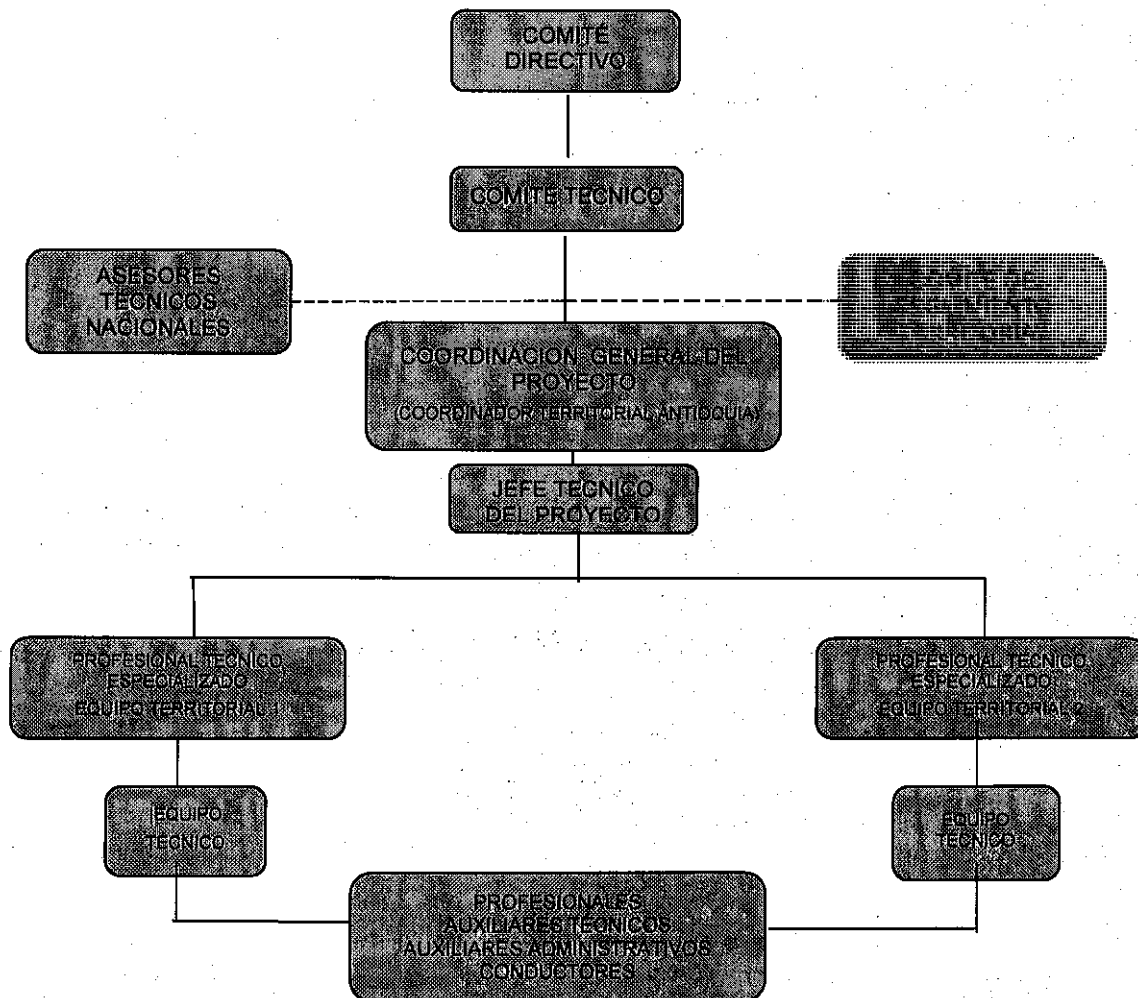 COMITÉ
DIRECTIVO
COMITÉ TECNICO
ASESORES
TECNICOS
NACIONALES
COORDINACION GENERAL DEL
PROYECTO
(COORDINADOR TERRITORIAL ANTIOQUIA)
JEFE TECNICO
DEL PROYECTO
PROFESIONAL TECNICO
ESPECIALIZADO
EQUIPO TERRITORIAL 1
PROFESIONAL TECNICO
ESPECIALIZADO
EQUIPO TERRITORIAL 2
EQUIPO
TECNICO
EQUIPO
TECNICO
PROFESIONALES
AUXILIARES TECNICOS
AUXILIARES ADMINISTRATIVOS
CONDUCTORES